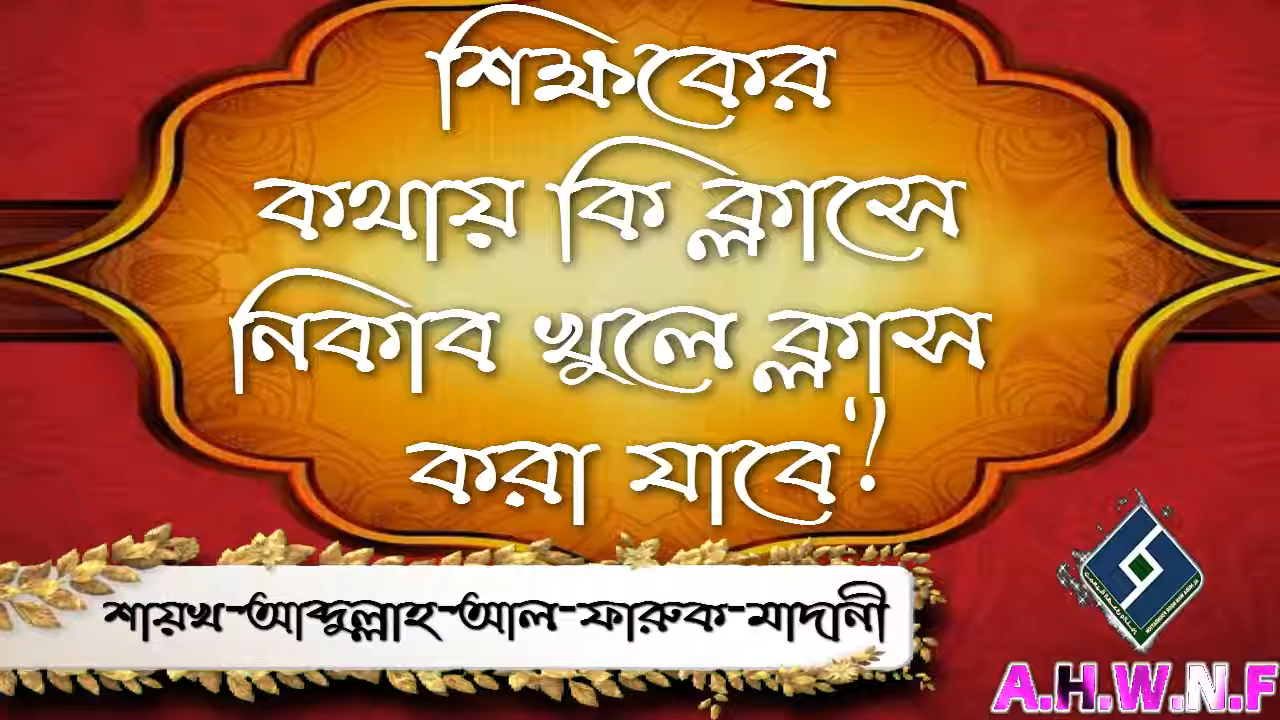 শিক্ষকের
কথায় কি ক্লাসে
নিকাব খুলে ক্লাস
করা যাবে?
শায়খ-আব্দুল্লাহ-আল-ফারুক-মাদানী
A.H.W.N.F